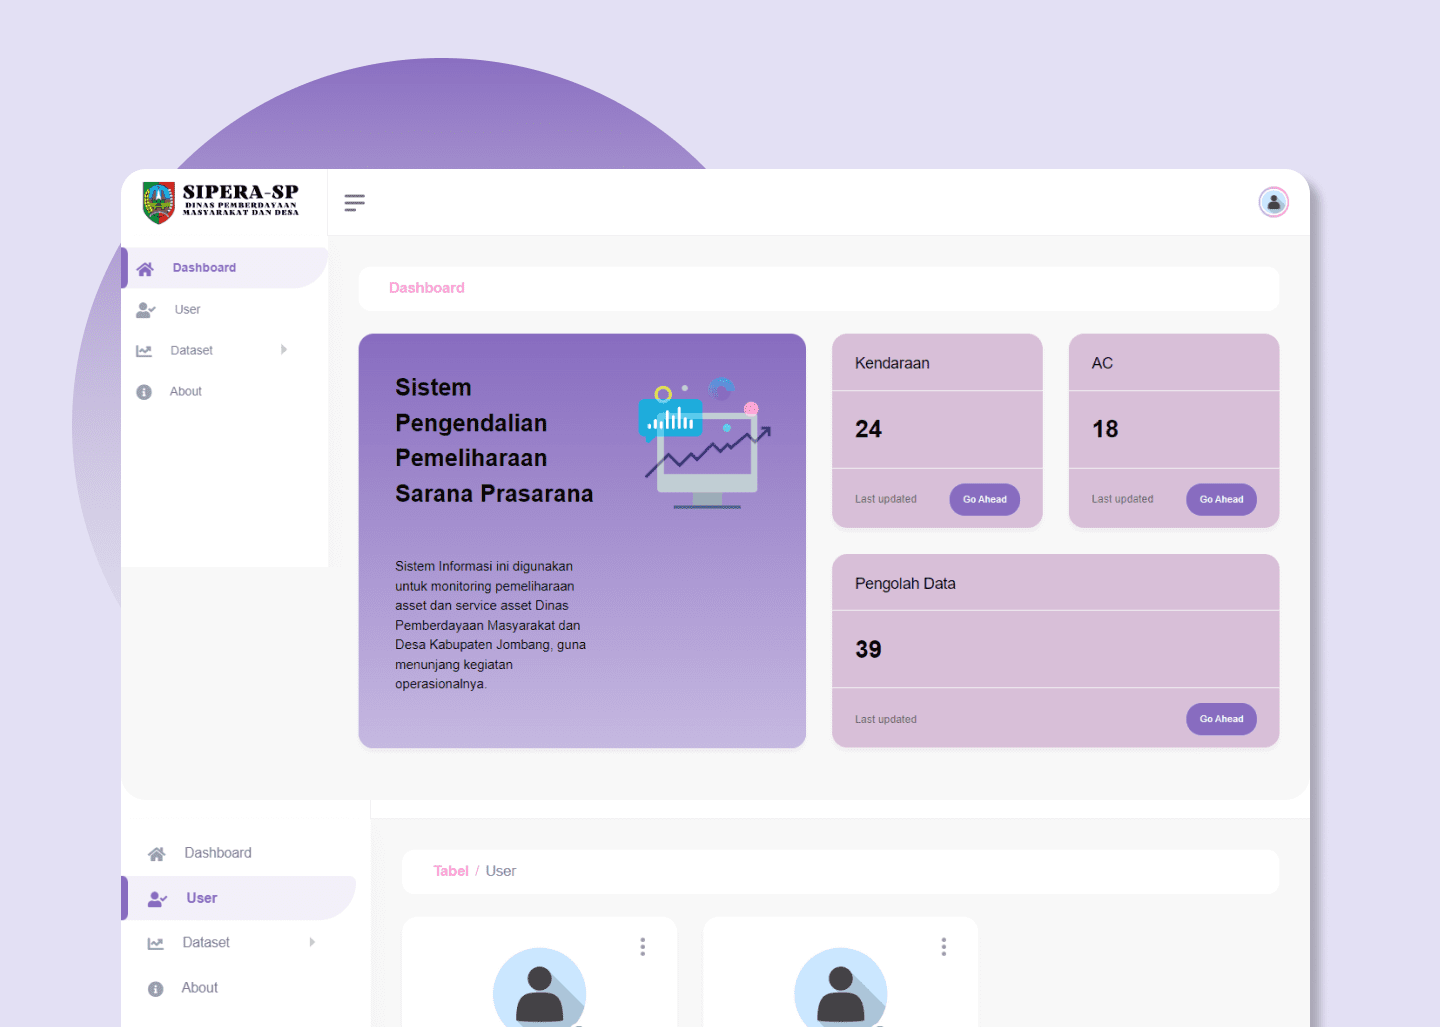 SIPERA-SP
DINAS PEMBERDAYAAN
MASYARAKAT DAN DESA
Dashboard
User
Dataset
About
Dashboard
Sistem
Pengendalian
Pemeliharaan
Sarana Prasarana
Sistem Informasi ini digunakan
untuk monitoring pemeliharaan
asset dan service asset Dinas
Pemberdayaan Masyarakat dan
Desa Kabupaten Jombang, guna
menunjang kegiatan
operasionalnya.
Kendaraan
24
Last updated
Go Ahead
AC
18
Last updated
Go Ahead
Pengolah Data
39
Last updated
Go Ahead
Dashboard
User
Dataset
About
Tabel / User